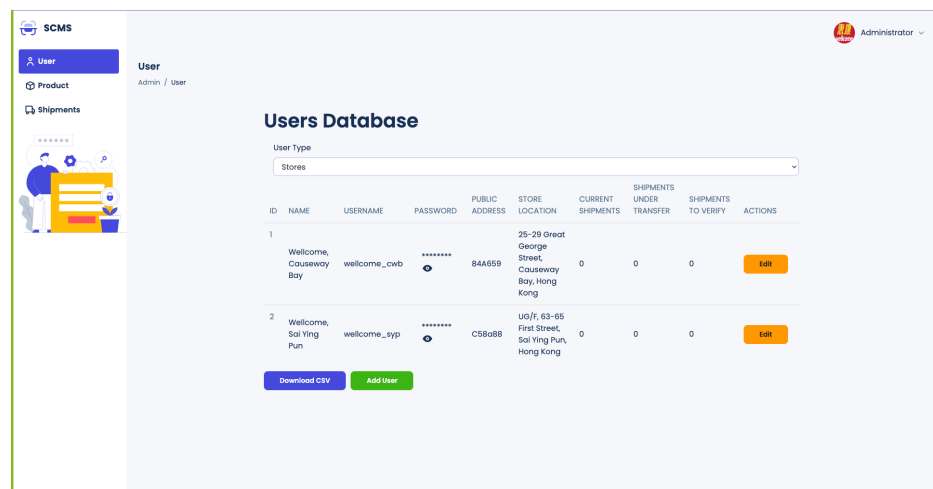 SCMS
Administrator
User
Product
Shipments
User
Admin / User
Users Database
User Type
Stores
ID NAME USERNAME PASSWORD PUBLIC ADDRESS STORE LOCATION CURRENT SHIPMENTS SHIPMENTS UNDER TRANSFER SHIPMENTS TO VERIFY ACTIONS
1
Wellcome, Causeway Bay
wellcome_cwb
********
84A659
25-29 Great
George
Street,
Causeway
Bay, Hong
Kong
0 0 0
Edit
2
Wellcome, Sai Ying Pun
wellcome_syp
********
C58a88
UG/F, 63-65
First Street,
Sai Ying Pun,
Hong Kong
0 0 0
Edit
Download CSV Add User